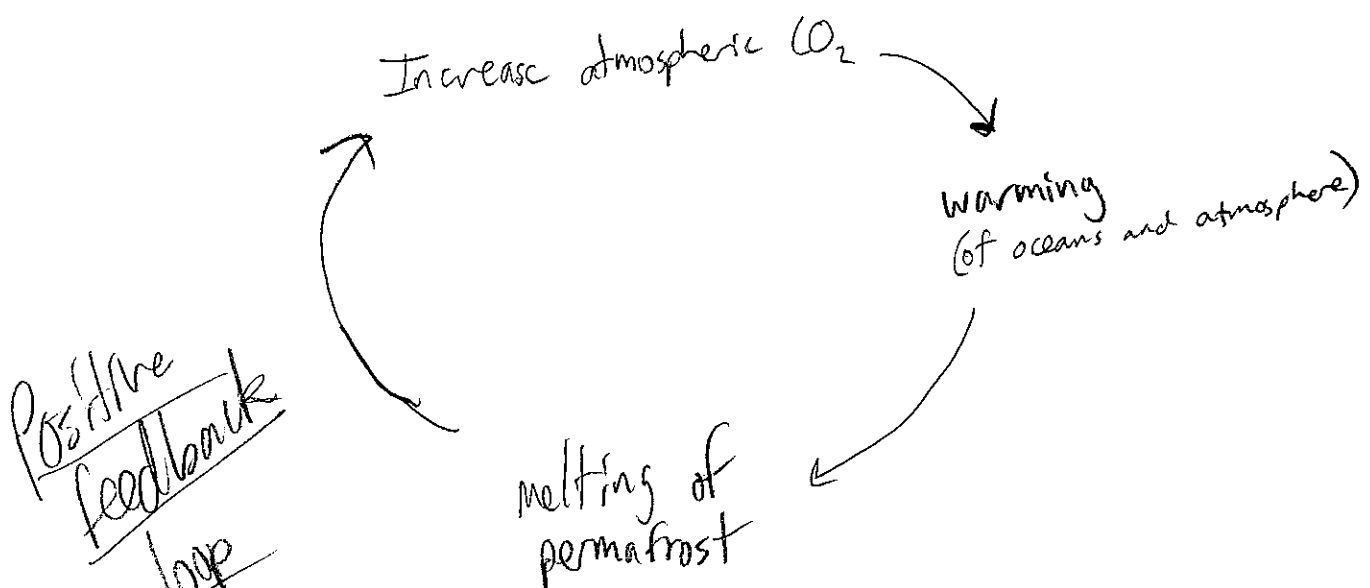 Increase atmospheric CO₂
warming
(of oceans and atmosphere)
melting of
permafrost
Positive
feedback
loop